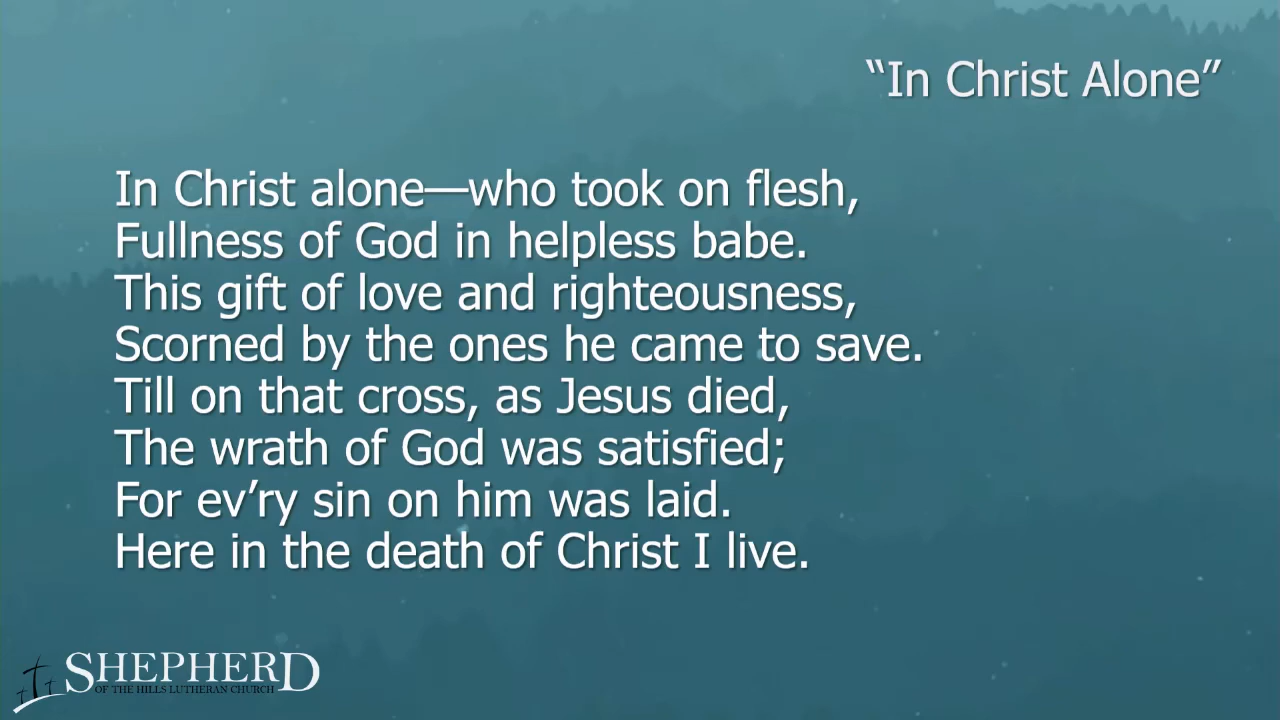 “In Christ Alone”
In Christ alone—who took on flesh,
Fullness of God in helpless babe.
This gift of love and righteousness,
Scorned by the ones he came to save.
Till on that cross, as Jesus died,
The wrath of God was satisfied;
For ev’ry sin on him was laid.
Here in the death of Christ I live.
SHEPHERD
OF THE HILLS LUTHERAN CHURCH